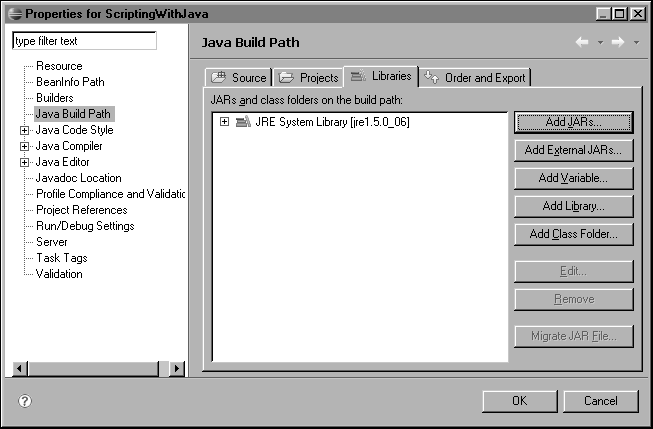 Properties for ScriptingWithJava
type filter text
Resource
BeanInfo Path
Builders
Java Build Path
Java Code Style
Java Compiler
Java Editor
Javadoc Location
Profile Compliance and Validatic
Project References
Run/Debug Settings
Server
Task Tags
Validation
Java Build Path
Source Projects Libraries Order and Export
JARs and class folders on the build path:
JRE System Library [jre1.5.0_06]
Add JARs...
Add External JARs...
Add Variable...
Add Library...
Add Class Folder...
Edit...
Remove
Migrate JAR File...
?
OK Cancel